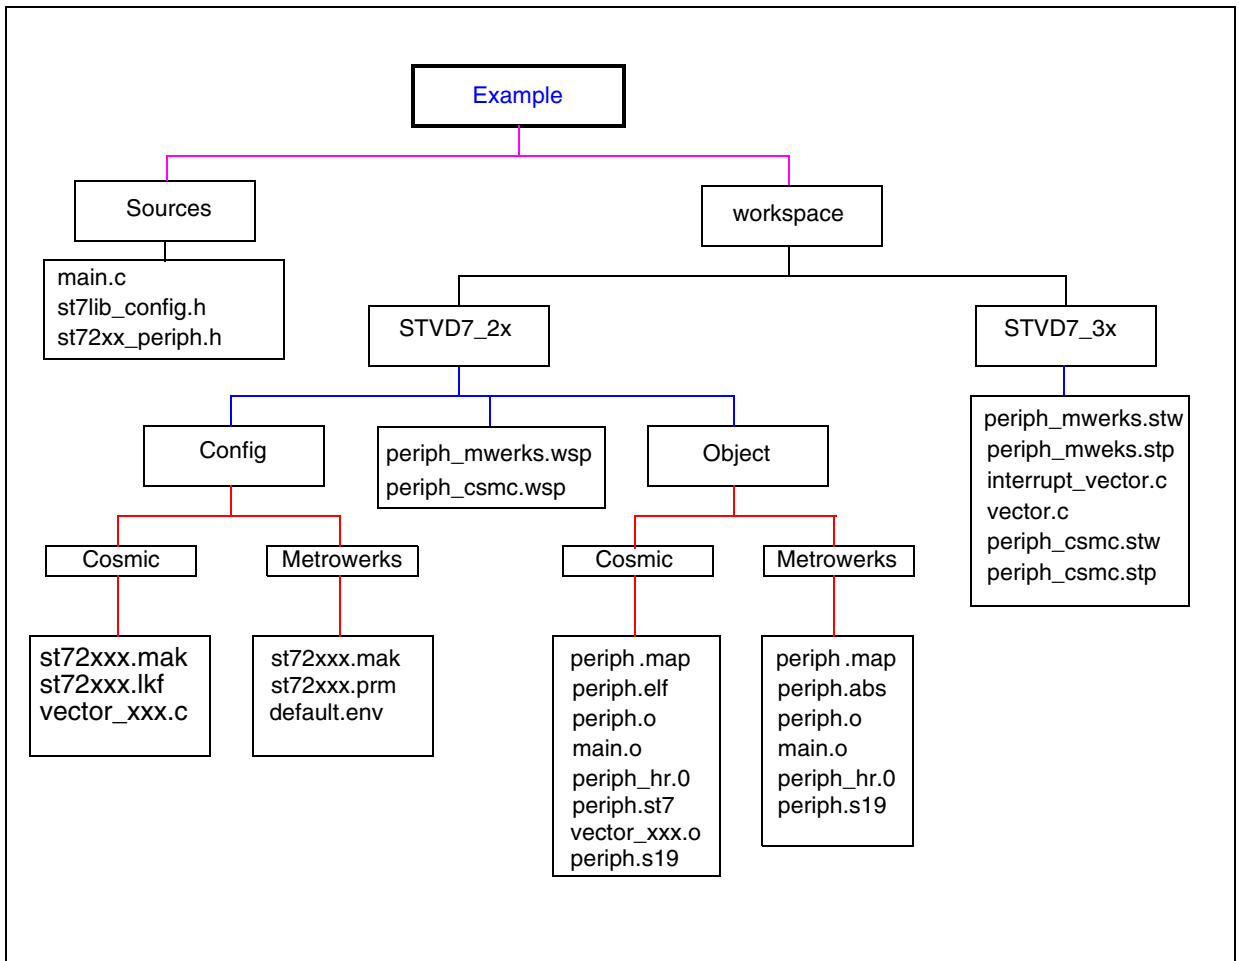 Example
Sources
workspace
main.c
st7lib_config.h
st72xx_periph.h
STVD7_2x
STVD7_3x
Config
periph_mwerks.wsp
periph_csmc.wsp
Object
periph_mwerks.stw
periph_mweks.stp
interrupt_vector.c
vector.c
periph_csmc.stw
periph_csmc.stp
Cosmic
Metrowerks
Cosmic
Metrowerks
st72xxx.mak
st72xxx.lkf
vector_xxx.c
st72xxx.mak
st72xxx.prm
default.env
periph .map
periph.elf
periph.o
main.o
periph_hr.0
periph.st7
vector_xxx.o
periph.s19
periph .map
periph.abs
periph.o
main.o
periph_hr.0
periph.s19